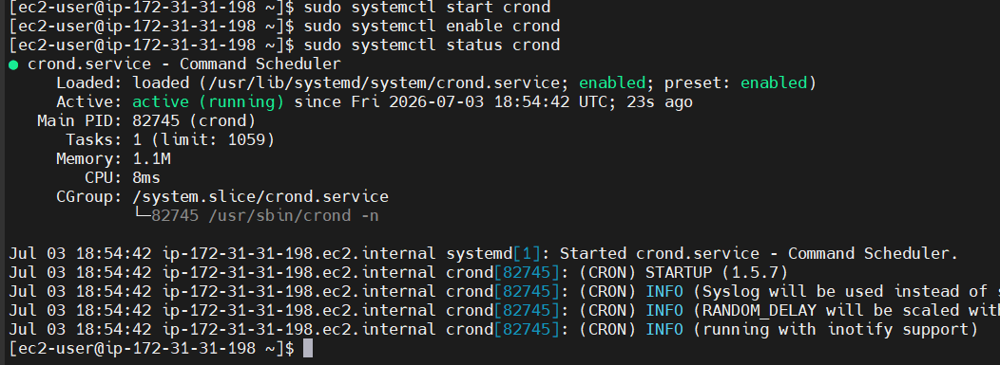 [ec2-user@ip-172-31-31-198 ~]$ sudo systemctl start crond
[ec2-user@ip-172-31-31-198 ~]$ sudo systemctl enable crond
[ec2-user@ip-172-31-31-198 ~]$ sudo systemctl status crond
● crond.service - Command Scheduler
     Loaded: loaded (/usr/lib/systemd/system/crond.service; enabled; preset: enabled)
     Active: active (running) since Fri 2026-07-03 18:54:42 UTC; 23s ago
   Main PID: 82745 (crond)
      Tasks: 1 (limit: 1059)
     Memory: 1.1M
        CPU: 8ms
     CGroup: /system.slice/crond.service
             └─82745 /usr/sbin/crond -n
Jul 03 18:54:42 ip-172-31-31-198.ec2.internal systemd[1]: Started crond.service - Command Scheduler.
Jul 03 18:54:42 ip-172-31-31-198.ec2.internal crond[82745]: (CRON) STARTUP (1.5.7)
Jul 03 18:54:42 ip-172-31-31-198.ec2.internal crond[82745]: (CRON) INFO (Syslog will be used instead of
Jul 03 18:54:42 ip-172-31-31-198.ec2.internal crond[82745]: (CRON) INFO (RANDOM_DELAY will be scaled wit
Jul 03 18:54:42 ip-172-31-31-198.ec2.internal crond[82745]: (CRON) INFO (running with inotify support)
[ec2-user@ip-172-31-31-198 ~]$